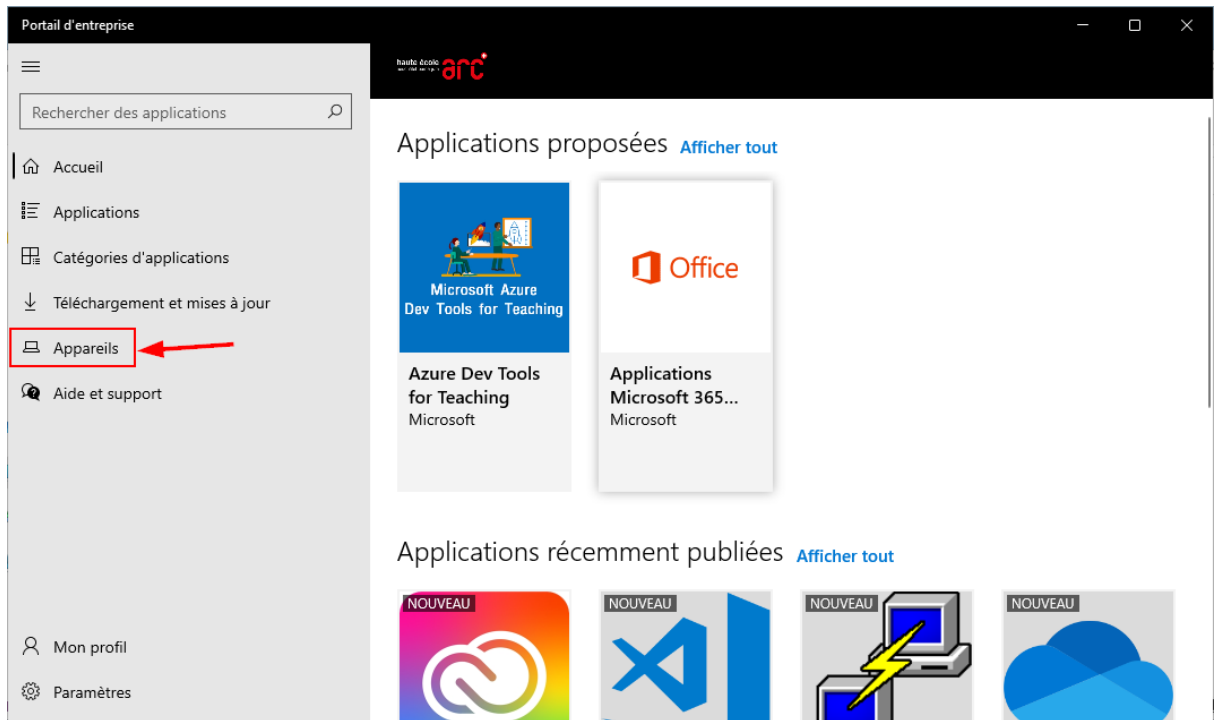 Portail d'entreprise
haute école
arc
Rechercher des applications
Accueil
Applications
Catégories d'applications
Téléchargement et mises à jour
Appareils
Aide et support
Mon profil
Paramètres
Applications proposées Afficher tout
Microsoft Azure
Dev Tools for Teaching
Office
Azure Dev Tools
for Teaching
Microsoft
Applications
Microsoft 365...
Microsoft
Applications récemment publiées Afficher tout
NOUVEAU
NOUVEAU
NOUVEAU
NOUVEAU